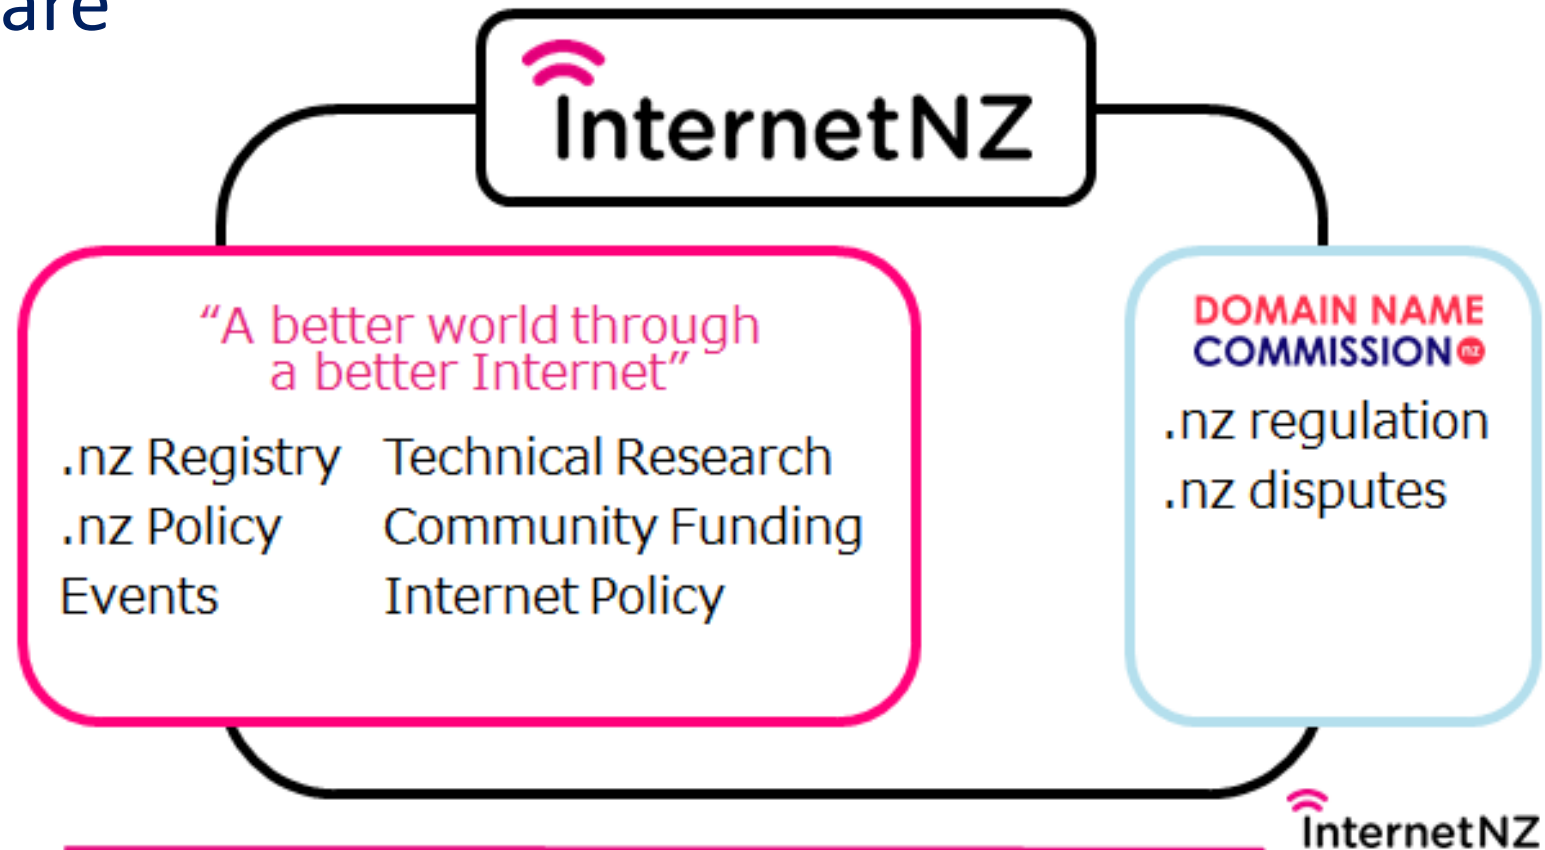 are
InternetNZ
“A better world through
a better Internet”
.nz Registry
Technical Research
.nz Policy
Community Funding
Events
Internet Policy
DOMAIN NAME
COMMISSION nz
.nz regulation
.nz disputes
InternetNZ